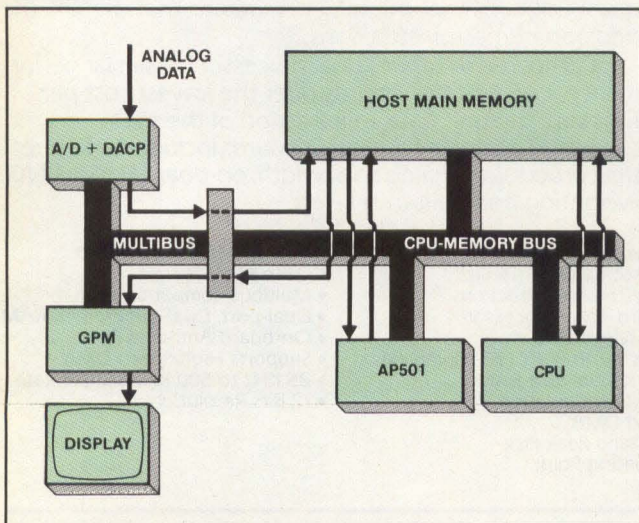 ANALOG
DATA
A/D + DACP
HOST MAIN MEMORY
MULTIBUS
CPU-MEMORY BUS
GPM
AP501
CPU
DISPLAY